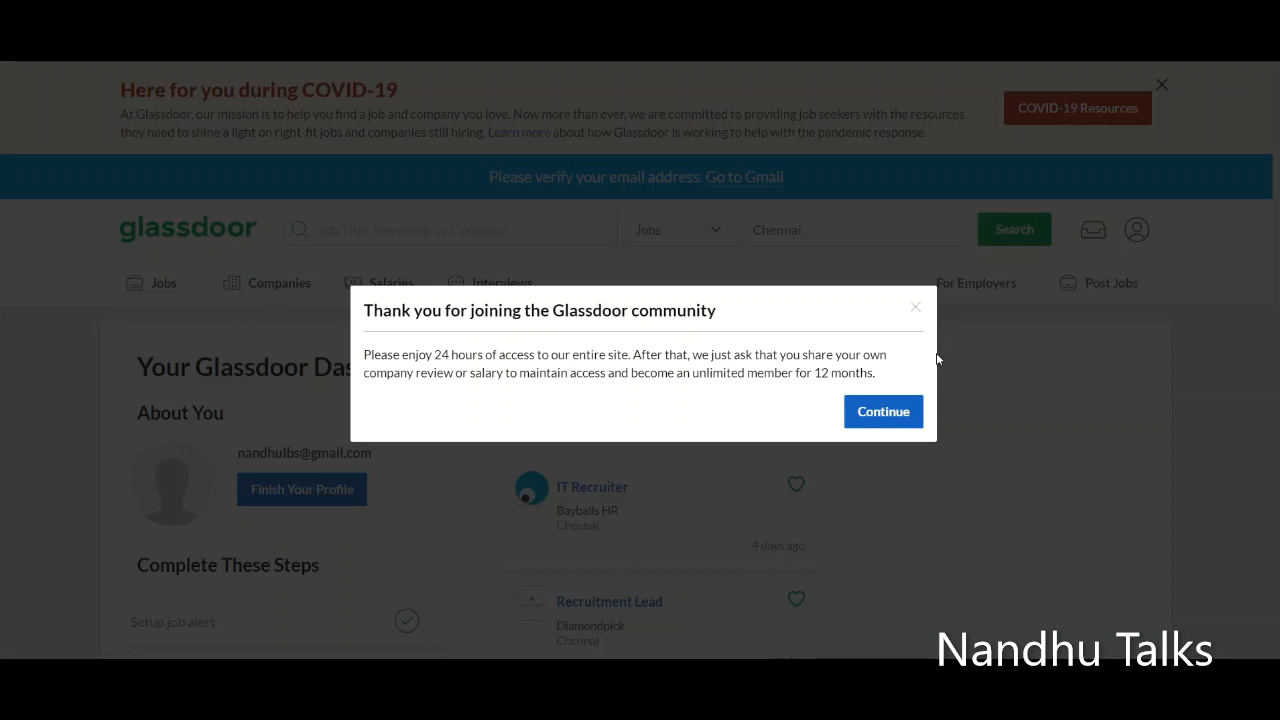 Here for you during COVID-19
At Glassdoor, our mission is to help you find a job and company you love. Now more than ever, we are committed to providing job seekers with the resources
they need to shine a light on right-fit jobs and companies still hiring. Learn more about how Glassdoor is working to help with the pandemic response.
COVID-19 Resources
Please verify your email address. Go to Gmail
glassdoor
Job Title, Keywords or Company
Jobs
Chennai
Search
Jobs
Companies
Salaries
Interviews
For Employers
Post Jobs
Thank you for joining the Glassdoor community
Please enjoy 24 hours of access to our entire site. After that, we just ask that you share your own
company review or salary to maintain access and become an unlimited member for 12 months.
Continue
Your Glassdoor
About You
nandhulbs@gmail.com
Finish Your Profile
Complete These Steps
Setup job alert
IT Recruiter
Bayballs HR
Chennai
4 days ago
Recruitment Lead
Diamondpick
Chennai
Nandhu Talks